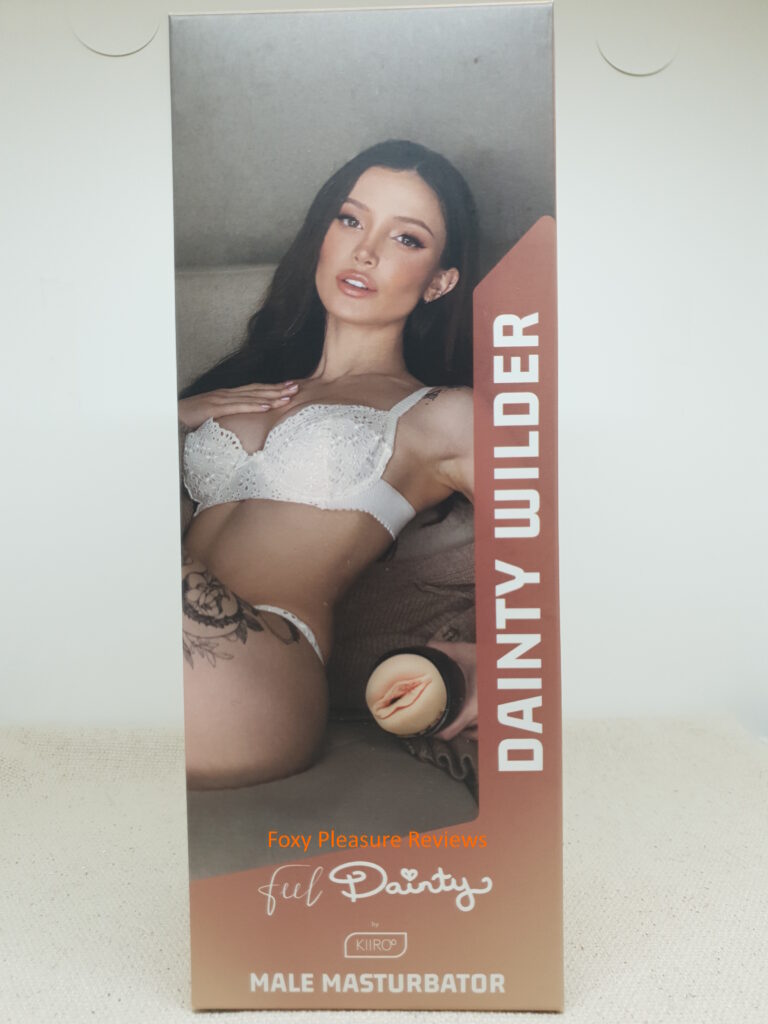 DAINTY WILDER
Foxy Pleasure Reviews
feel Dainty
by
KIIROO
MALE MASTURBATOR